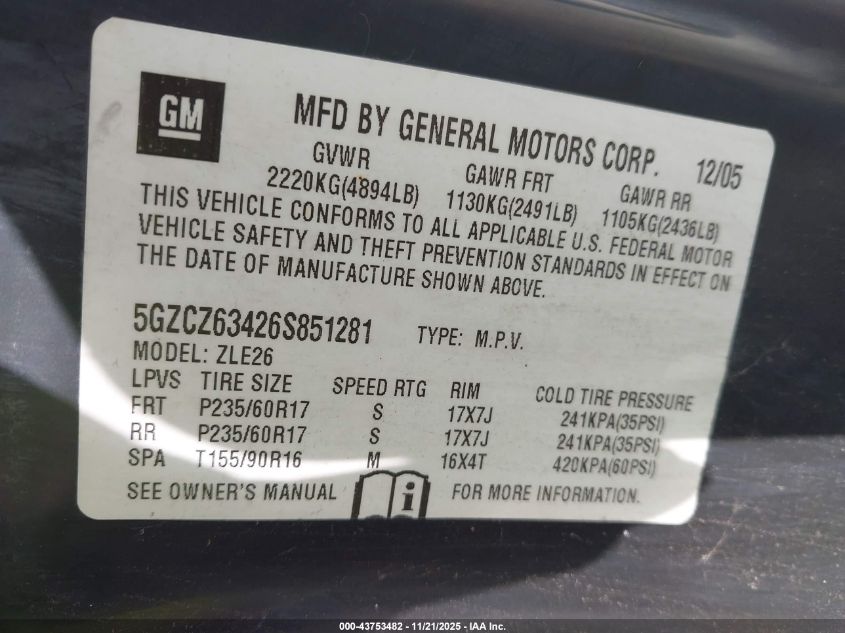 GM
MFD BY GENERAL MOTORS CORP. 12/05
GVWR GAWR FRT GAWR RR
2220KG(4894LB) 1130KG(2491LB) 1105KG(2436LB)
THIS VEHICLE CONFORMS TO ALL APPLICABLE U.S. FEDERAL MOTOR
VEHICLE SAFETY AND THEFT PREVENTION STANDARDS IN EFFECT ON
THE DATE OF MANUFACTURE SHOWN ABOVE.
5GZCZ63426S851281 TYPE: M.P.V.
MODEL: ZLE26
LPVS TIRE SIZE SPEED RTG RIM COLD TIRE PRESSURE
FRT P235/60R17 S 17X7J 241KPA(35PSI)
RR P235/60R17 S 17X7J 241KPA(35PSI)
SPA T155/90R16 M 16X4T 420KPA(60PSI)
SEE OWNER'S MANUAL i FOR MORE INFORMATION.
000-43753482 - 11/21/2025 - IAA Inc.